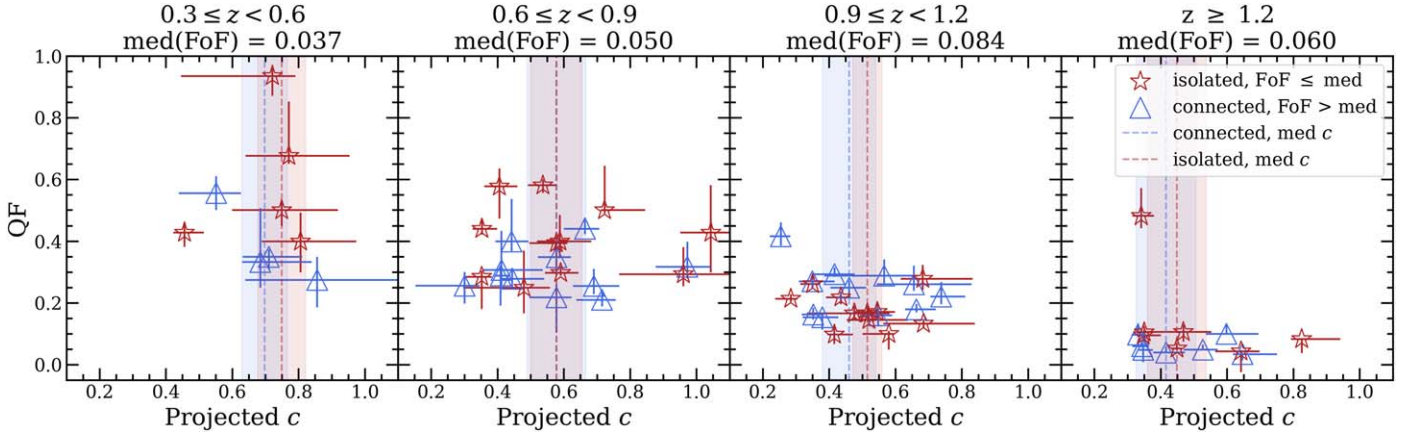 0.3 ≤ z < 0.6
med(FoF) = 0.037
0.6 ≤ z < 0.9
med(FoF) = 0.050
0.9 ≤ z < 1.2
med(FoF) = 0.084
z ≥ 1.2
med(FoF) = 0.060
QF
1.0
0.8
0.6
0.4
0.2
0.0
isolated, FoF ≤ med
connected, FoF > med
connected, med c
isolated, med c
0.2 0.4 0.6 0.8 1.0
0.2 0.4 0.6 0.8 1.0
0.2 0.4 0.6 0.8 1.0
0.2 0.4 0.6 0.8 1.0
Projected c
Projected c
Projected c
Projected c